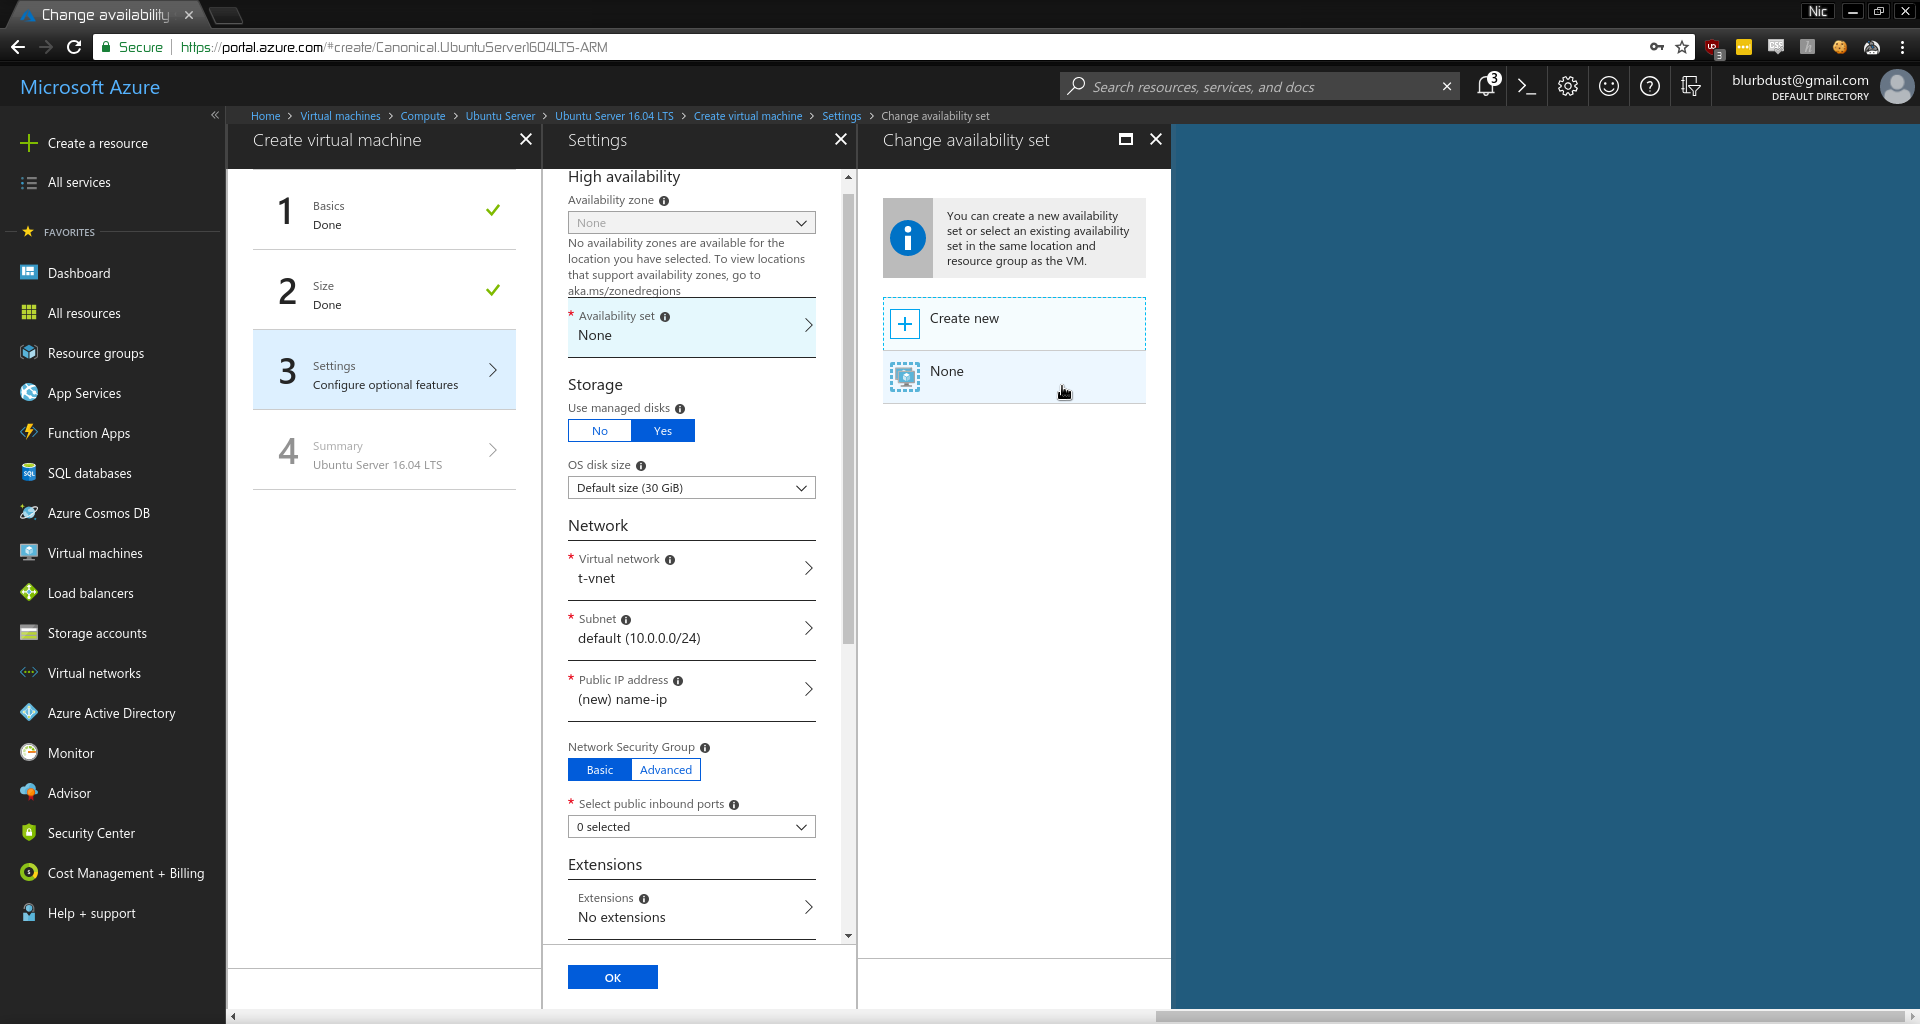 Change availability
Nic
Secure
https://portal.azure.com/#create/Canonical.UbuntuServer1604LTS-ARM
3
Microsoft Azure
Search resources, services, and docs
3
blurbdust@gmail.com
DEFAULT DIRECTORY
Home > Virtual machines > Compute > Ubuntu Server > Ubuntu Server 16.04 LTS > Create virtual machine > Settings > Change availability set
Create a resource
All services
FAVORITES
Dashboard
All resources
Resource groups
App Services
Function Apps
SQL databases
Azure Cosmos DB
Virtual machines
Load balancers
Storage accounts
Virtual networks
Azure Active Directory
Monitor
Advisor
Security Center
Cost Management + Billing
Help + support
Create virtual machine
1
Basics
Done
2
Size
Done
3
Settings
Configure optional features
4
Summary
Ubuntu Server 16.04 LTS
Settings
High availability
Availability zone
None
No availability zones are available for the
location you have selected. To view locations
that support availability zones, go to
aka.ms/zonedregions
* Availability set
None
Storage
Use managed disks
No Yes
OS disk size
Default size (30 GiB)
Network
* Virtual network
t-vnet
* Subnet
default (10.0.0.0/24)
* Public IP address
(new) name-ip
Network Security Group
Basic Advanced
* Select public inbound ports
0 selected
Extensions
Extensions
No extensions
OK
Change availability set
You can create a new availability
set or select an existing availability
set in the same location and
resource group as the VM.
Create new
None